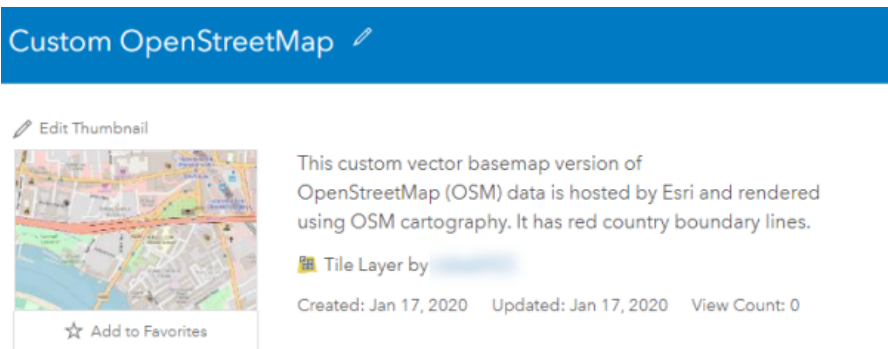 Custom OpenStreetMap
Edit Thumbnail
This custom vector basemap version of
OpenStreetMap (OSM) data is hosted by Esri and rendered
using OSM cartography. It has red country boundary lines.
Tile Layer by
Created: Jan 17, 2020 Updated: Jan 17, 2020 View Count: 0
Add to Favorites